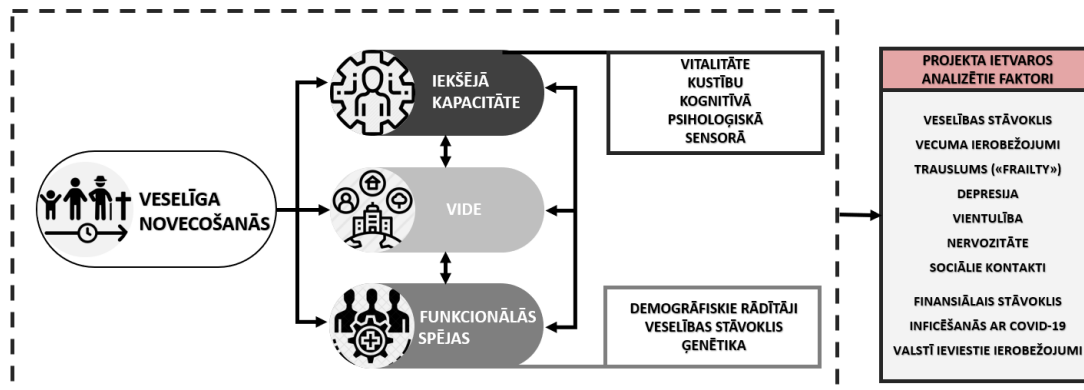 VESELĪGA
NOVECOŠANĀS
IEKŠĒJĀ
KAPACITĀTE
VIDE
FUNKCIONĀLĀS
SPĒJAS
VITALITĀTE
KUSTĪBU
KOGNITĪVĀ
PSIHOLOĢISKĀ
SENSORĀ
DEMOGRĀFISKIE RĀDĪTĀJI
VESELĪBAS STĀVOKLIS
ĢENĒTIKA
PROJEKTA IETVAROS
ANALIZĒTIE FAKTORI
VESELĪBAS STĀVOKLIS
VECUMA IEROBEŽOJUMI
TRAUSLUMS («FRAILTY»)
DEPRESIJA
VIENTULĪBA
NERVOZITĀTE
SOCIĀLIE KONTAKTI
FINANSIĀLAIS STĀVOKLIS
INFICĒŠANĀS AR COVID-19
VALSTĪ IEVIESTIE IEROBEŽOJUMI